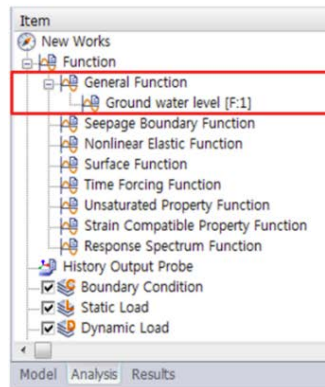 Item
New Works
Function
General Function
Ground water level [F:1]
Seepage Boundary Function
Nonlinear Elastic Function
Surface Function
Time Forcing Function
Unsaturated Property Function
Strain Compatible Property Function
Response Spectrum Function
History Output Probe
Boundary Condition
Static Load
Dynamic Load
Model Analysis Results